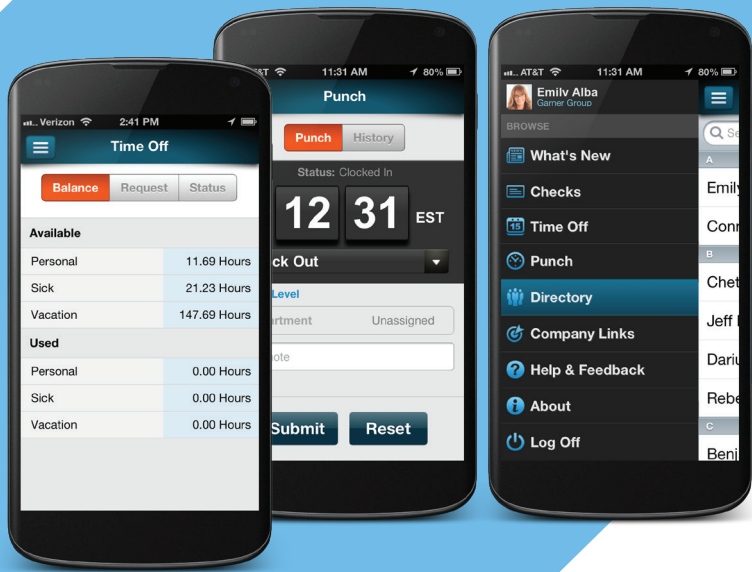 Verizon 2:41 PM
Time Off
Balance Request Status
Available
Personal 11.69 Hours
Sick 21.23 Hours
Vacation 147.69 Hours
Used
Personal 0.00 Hours
Sick 0.00 Hours
Vacation 0.00 Hours
T&T 11:31 AM 80%
Punch
Punch History
Status: Clocked In
12 31 EST
ck Out
Level
artment Unassigned
note
Submit Reset
AT&T 11:31 AM 80%
Emily Alba
Garner Group
BROWSE
What's New
Checks
15 Time Off
Punch
Directory
Company Links
? Help & Feedback
i About
Log Off
Se
A
Emily
Conn
B
Chet
Jeff
Dariu
Rebe
C
Benj